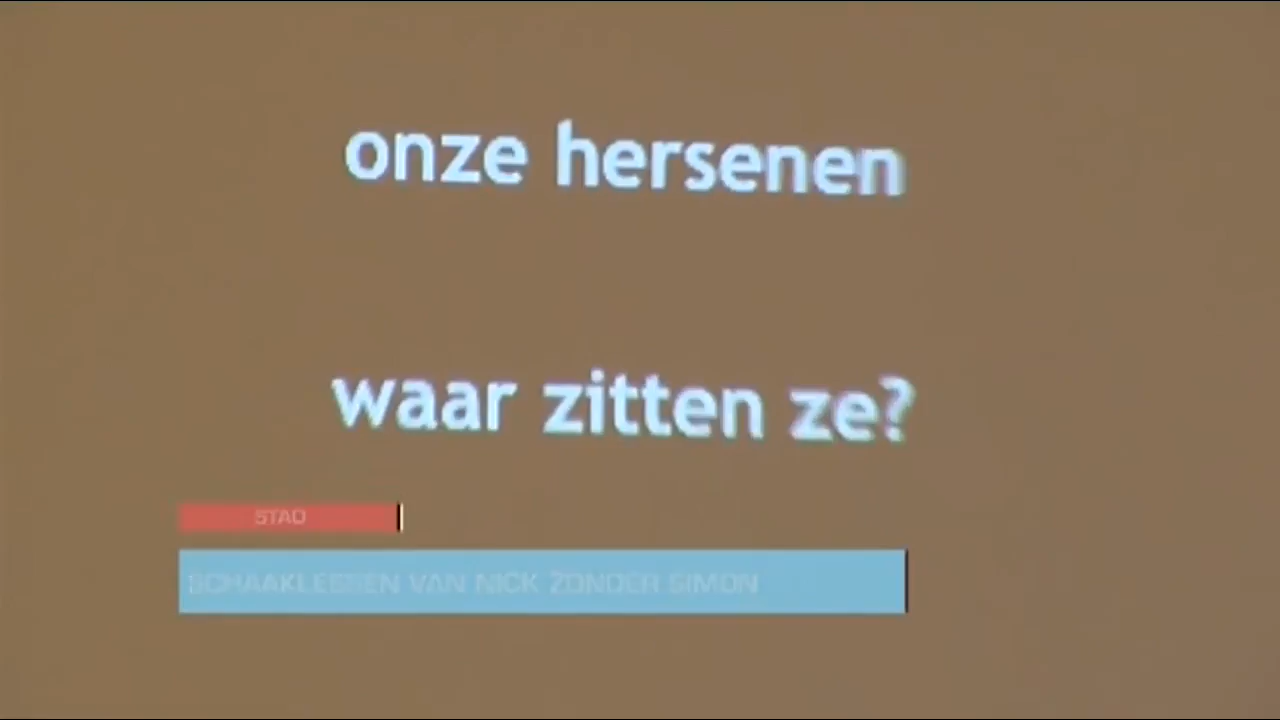 onze hersenen
waar zitten ze?
STAD
SCHAAKLESSEN VAN NICK ZONDER SIMON